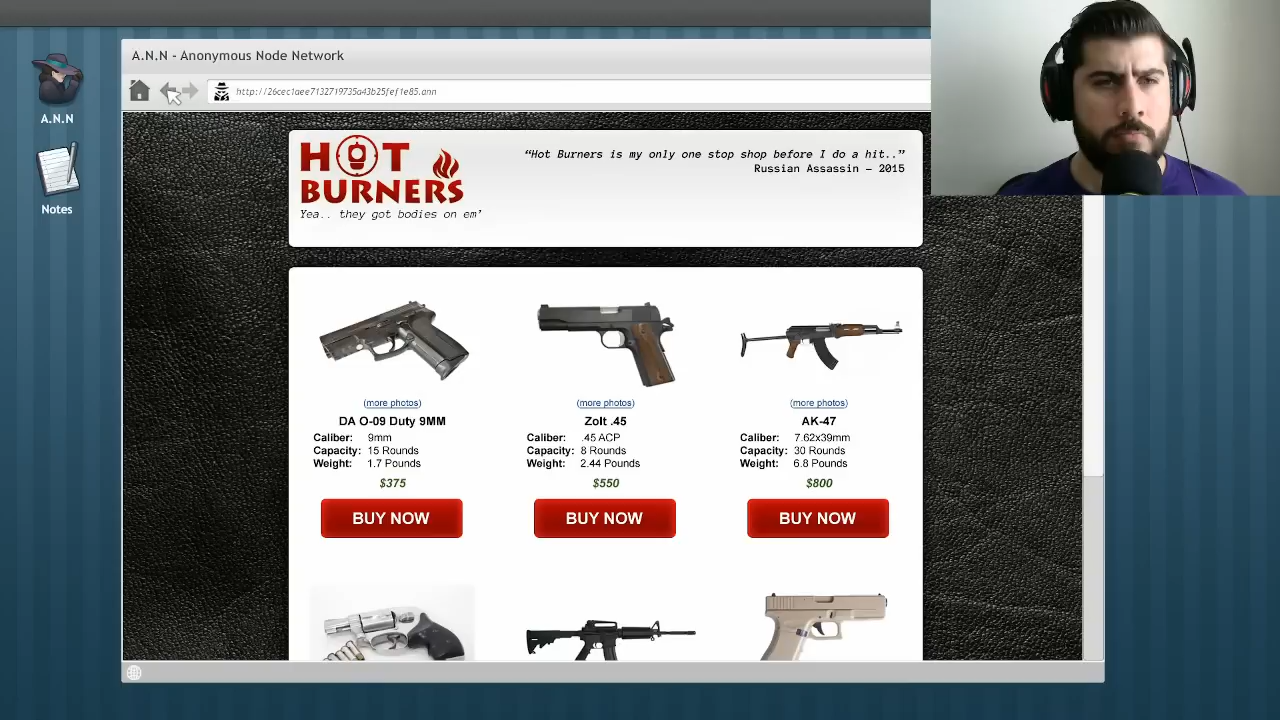 A.N.N - Anonymous Node Network
http://26cec1aee7132719735a43b25fef1e85.ann
A.N.N
Notes
HOT
BURNERS
Yea.. they got bodies on em'
“Hot Burners is my only one stop shop before I do a hit..”
Russian Assassin - 2015
(more photos)
DA O-09 Duty 9MM
Caliber: 9mm
Capacity: 15 Rounds
Weight: 1.7 Pounds
$375
BUY NOW
(more photos)
Zolt .45
Caliber: .45 ACP
Capacity: 8 Rounds
Weight: 2.44 Pounds
$550
BUY NOW
(more photos)
AK-47
Caliber: 7.62x39mm
Capacity: 30 Rounds
Weight: 6.8 Pounds
$800
BUY NOW